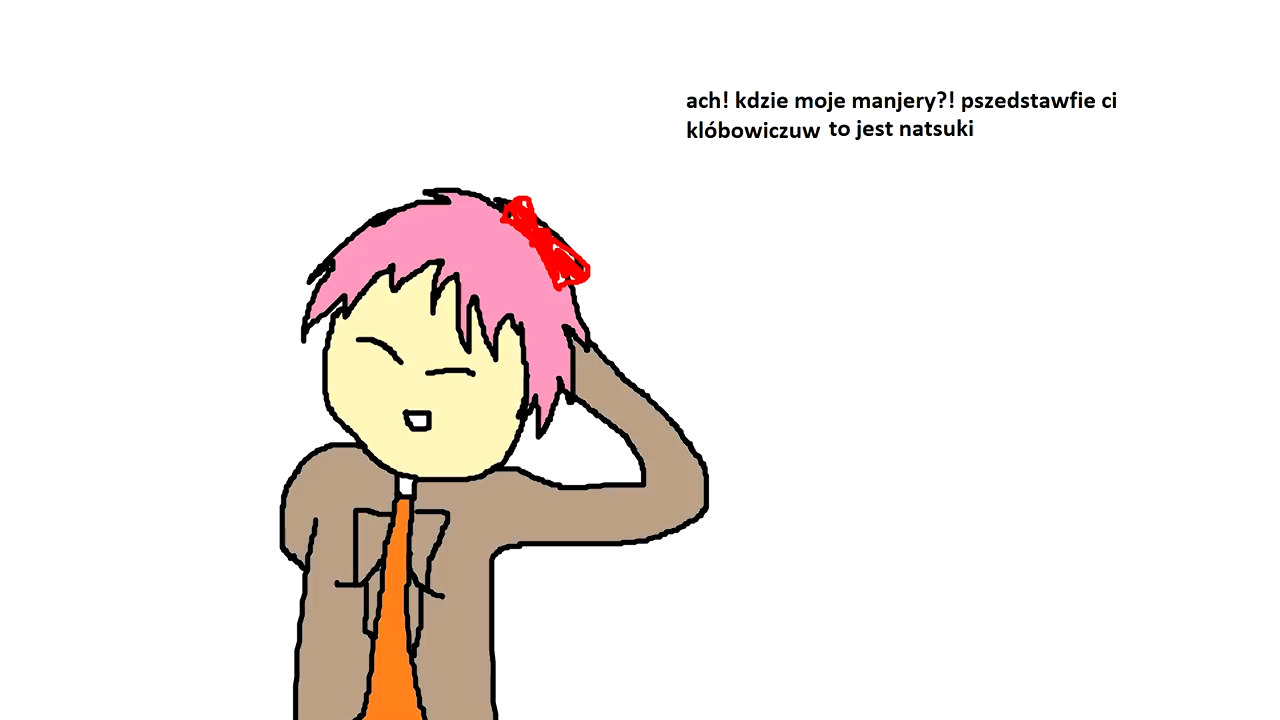 ach! kdzie moje manjery?! pszedstawfie ci
klóbowiczuw to jest natsuki